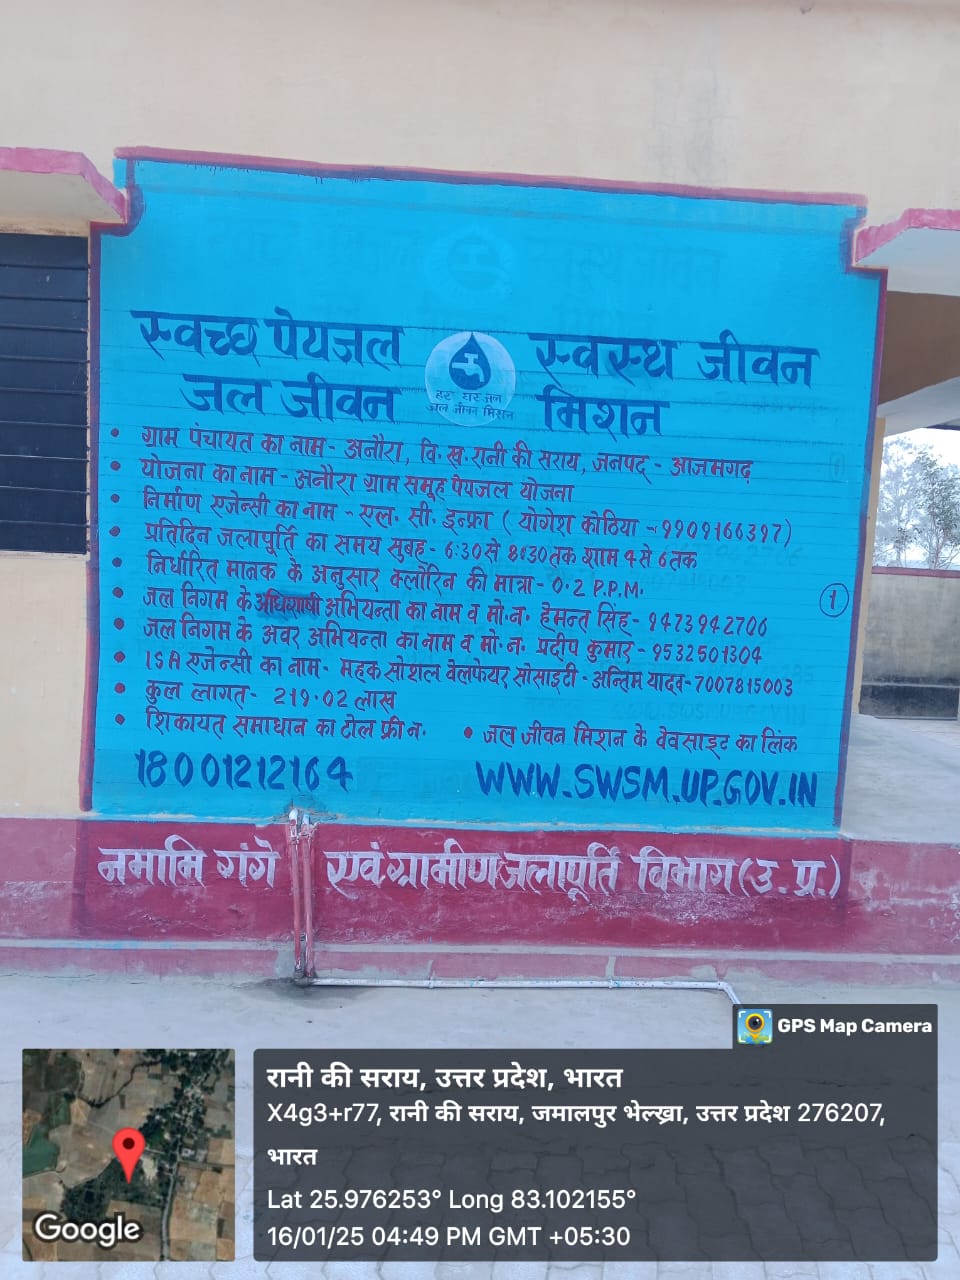 स्वच्छ पेयजल स्वस्थ जीवन
जल जीवन मिशन
हर घर जल
जल जीवन मिशन
• ग्राम पंचायत का नाम - अनौरा, वि. ख. रानी की सराय, जनपद - आजमगढ़
• योजना का नाम - अनौरा ग्राम समूह पेयजल योजना
• निर्माण एजेन्सी का नाम - एल. सी. इन्फ्रा ( योगेश कोठिया - 9909166397)
• प्रतिदिन जलापूर्ति का समय सुबह - 6:30 से 8:30 तक शाम 4 से 6 तक
• निर्धारित मानक के अनुसार क्लोरिन की मात्रा - 0.2 P.P.M.
• जल निगम के अधिशाषी अभियन्ता का नाम व मो.न. हेमन्त सिंह - 9473942706
1
• जल निगम के अवर अभियन्ता का नाम व मो.न. प्रदीप कुमार - 9532501304
• ISA एजेन्सी का नाम - महक सोशल वेलफेयर सोसाइटी - अन्तिम यादव - 7007815003
• कुल लागत - 219.02 लाख
• शिकायत समाधान का टोल फ्री न. • जल जीवन मिशन के वेवसाइट का लिंक
18001212164 WWW.SWSM.UP.GOV.IN
नमामि गंगे एवं ग्रामीण जलापूर्ति विभाग (उ.प्र.)
GPS Map Camera
रानी की सराय, उत्तर प्रदेश, भारत
X4g3+r77, रानी की सराय, जमालपुर भेल्ख्रा, उत्तर प्रदेश 276207,
भारत
Lat 25.976253° Long 83.102155°
16/01/25 04:49 PM GMT +05:30
Google